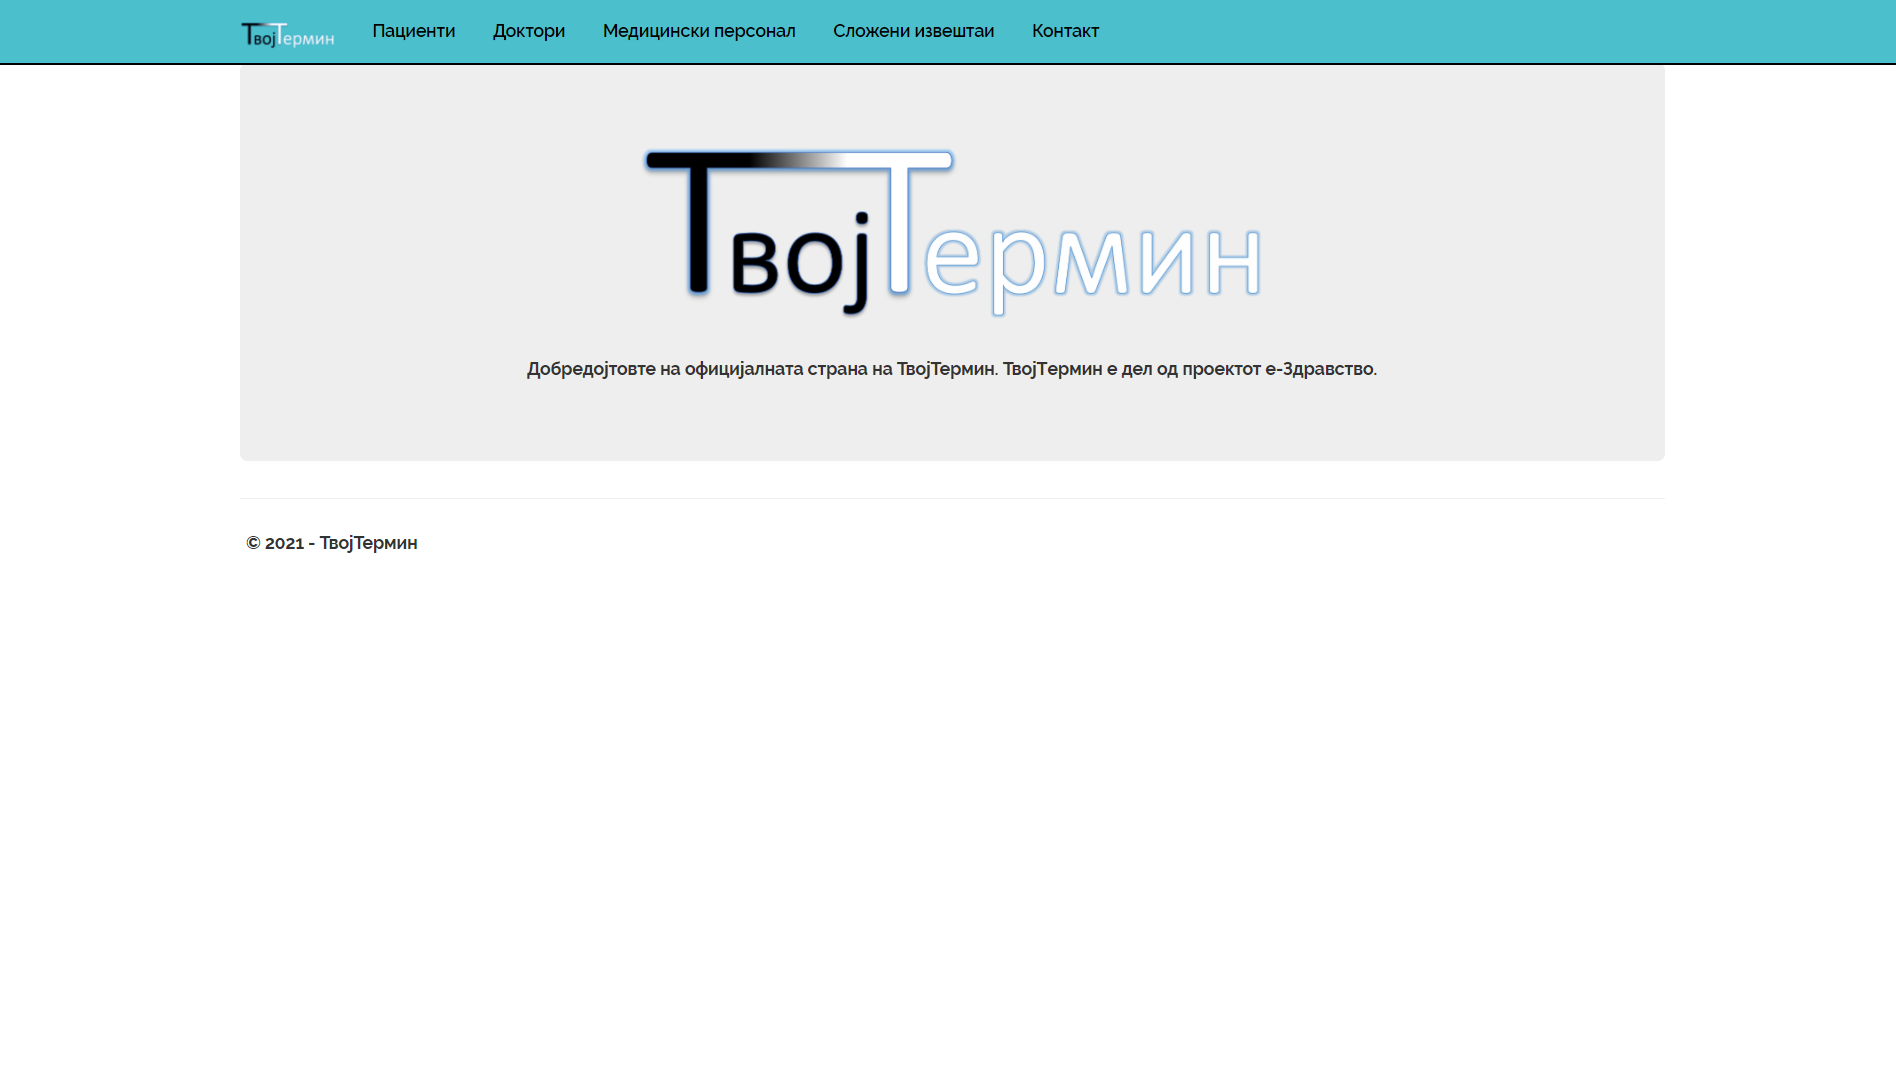 ТвојТермин Пациенти Доктори Медицински персонал Сложени извештаи Контакт
ТвојТермин
Добредојтовте на официјалната страна на ТвојТермин. ТвојТермин е дел од проектот е-Здравство.
© 2021 - ТвојТермин